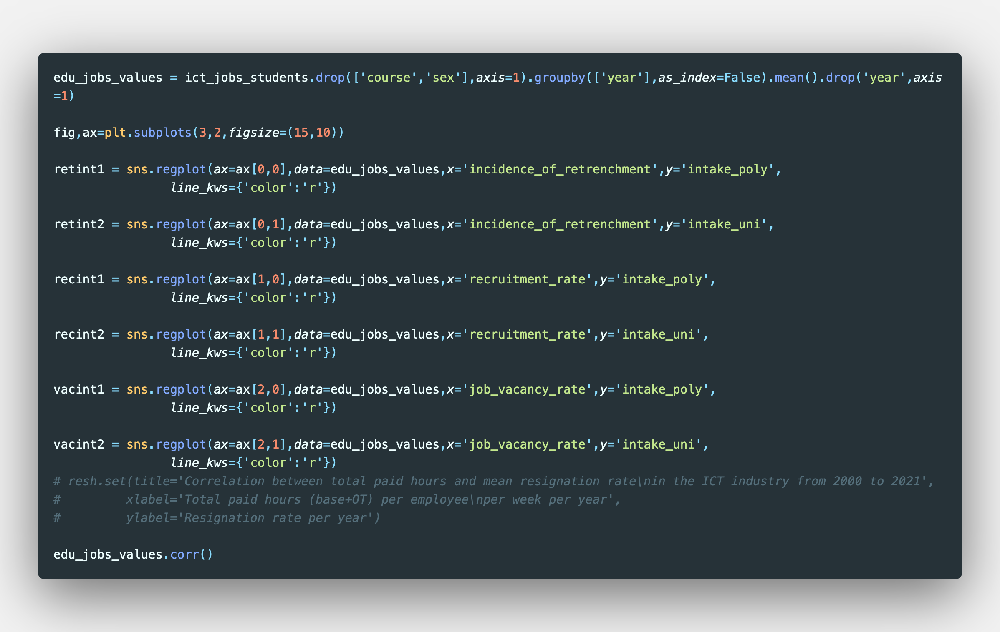 edu_jobs_values = ict_jobs_students.drop(['course','sex'],axis=1).groupby(['year'],as_index=False).mean().drop('year',axis
=1)

fig,ax=plt.subplots(3,2,figsize=(15,10))

retint1 = sns.regplot(ax=ax[0,0],data=edu_jobs_values,x='incidence_of_retrenchment',y='intake_poly',
                line_kws={'color':'r'})

retint2 = sns.regplot(ax=ax[0,1],data=edu_jobs_values,x='incidence_of_retrenchment',y='intake_uni',
                line_kws={'color':'r'})

recint1 = sns.regplot(ax=ax[1,0],data=edu_jobs_values,x='recruitment_rate',y='intake_poly',
                line_kws={'color':'r'})

recint2 = sns.regplot(ax=ax[1,1],data=edu_jobs_values,x='recruitment_rate',y='intake_uni',
                line_kws={'color':'r'})

vacint1 = sns.regplot(ax=ax[2,0],data=edu_jobs_values,x='job_vacancy_rate',y='intake_poly',
                line_kws={'color':'r'})

vacint2 = sns.regplot(ax=ax[2,1],data=edu_jobs_values,x='job_vacancy_rate',y='intake_uni',
                line_kws={'color':'r'})
# resh.set(title='Correlation between total paid hours and mean resignation rate\nin the ICT industry from 2000 to 2021',
#         xlabel='Total paid hours (base+OT) per employee\nper week per year',
#         ylabel='Resignation rate per year')

edu_jobs_values.corr()